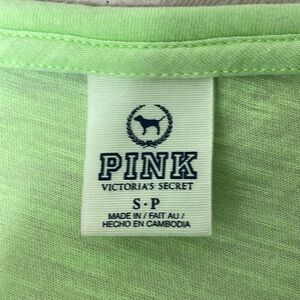 PINK
VICTORIA'S SECRET
S - P
MADE IN / FAIT AU /
HECHO EN CAMBODIA